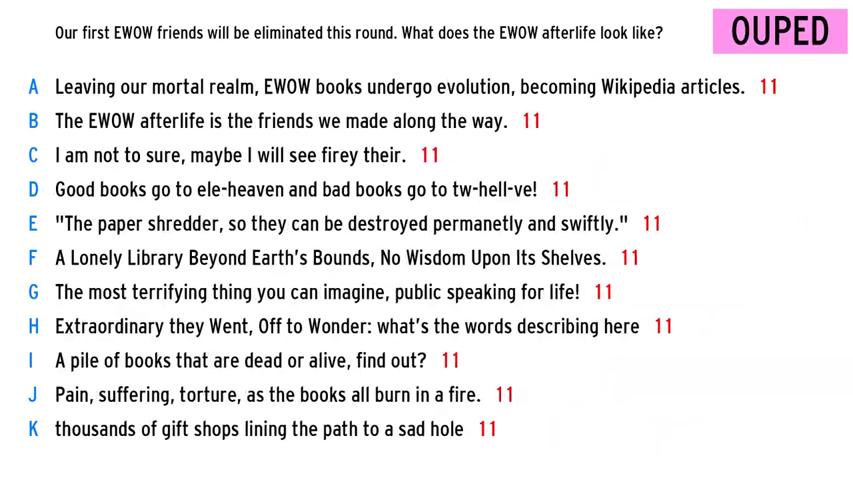 Our first EWOW friends will be eliminated this round. What does the EWOW afterlife look like?
OUPED
A Leaving our mortal realm, EWOW books undergo evolution, becoming Wikipedia articles. 11
B The EWOW afterlife is the friends we made along the way. 11
C I am not to sure, maybe I will see firey their. 11
D Good books go to ele-heaven and bad books go to tw-hell-ve! 11
E "The paper shredder, so they can be destroyed permanetly and swiftly." 11
F A Lonely Library Beyond Earth's Bounds, No Wisdom Upon Its Shelves. 11
G The most terrifying thing you can imagine, public speaking for life! 11
H Extraordinary they Went, Off to Wonder: what's the words describing here 11
I A pile of books that are dead or alive, find out? 11
J Pain, suffering, torture, as the books all burn in a fire. 11
K thousands of gift shops lining the path to a sad hole 11